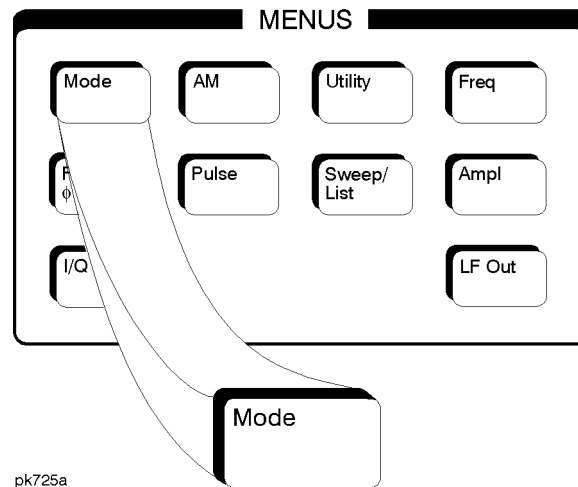 MENUS
Mode
AM
Utility
Freq
ϕ
Pulse
Sweep/
List
Ampl
I/Q
LF Out
Mode
pk725a